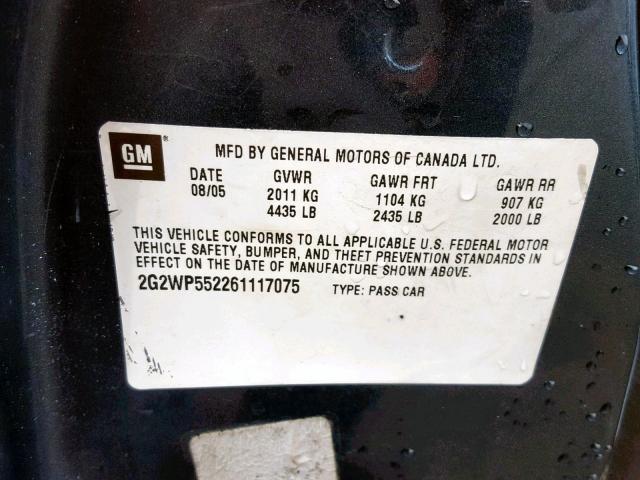 GM ®
MFD BY GENERAL MOTORS OF CANADA LTD.
DATE GVWR GAWR FRT GAWR RR
08/05 2011 KG 1104 KG 907 KG
4435 LB 2435 LB 2000 LB
THIS VEHICLE CONFORMS TO ALL APPLICABLE U.S. FEDERAL MOTOR
VEHICLE SAFETY, BUMPER, AND THEFT PREVENTION STANDARDS IN
EFFECT ON THE DATE OF MANUFACTURE SHOWN ABOVE.
2G2WP552261117075 TYPE: PASS CAR